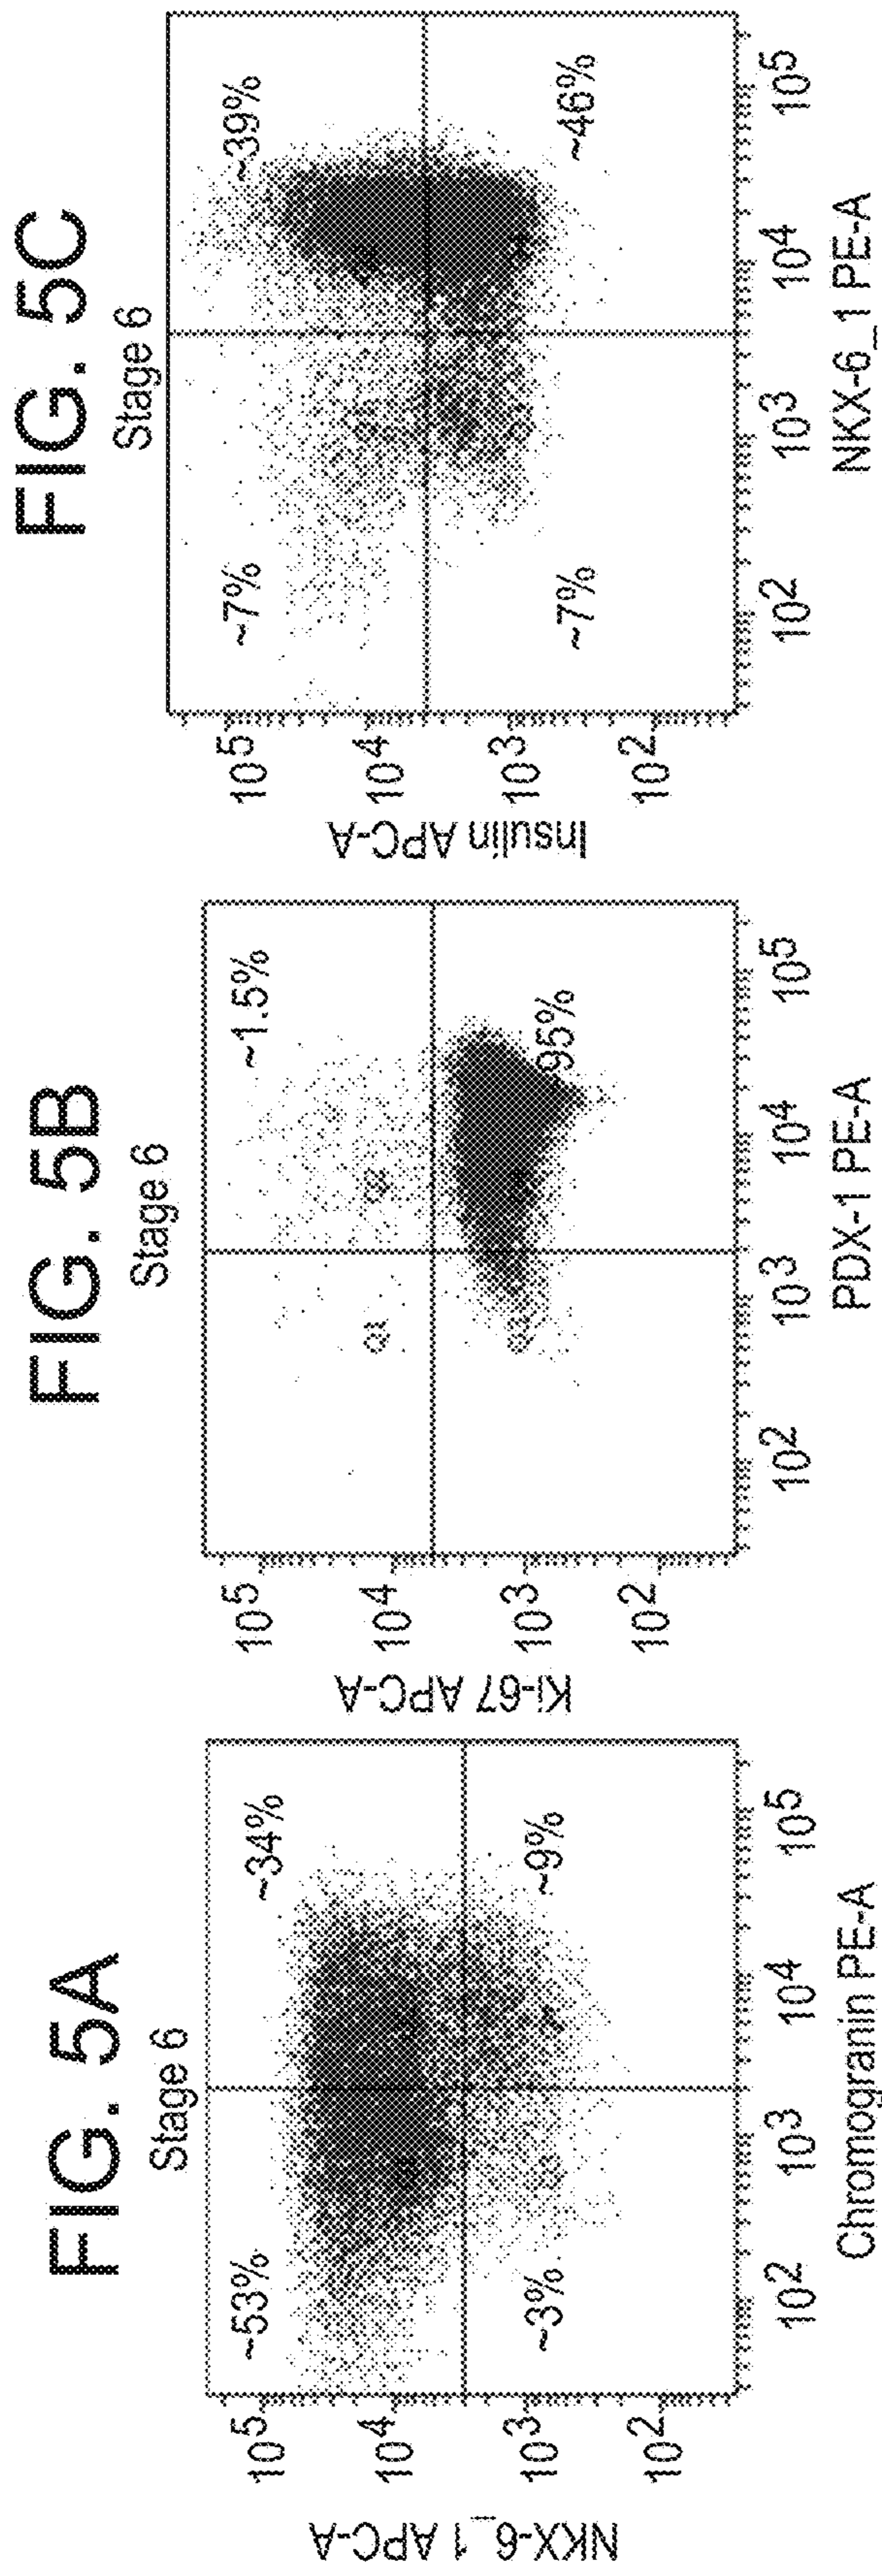 FIG. 5A
Stage 6
NKX-6_1 APC-A
10^5
10^4
10^3
10^2
~53%
~34%
~3%
~9%
10^2 10^3 10^4 10^5
Chromogranin PE-A
FIG. 5B
Stage 6
Ki-67 APC-A
10^5
10^4
10^3
10^2
~1.5%
Q1
95%
10^2 10^3 10^4 10^5
PDX-1 PE-A
FIG. 5C
Stage 6
Insulin APC-A
10^5
10^4
10^3
10^2
~7%
~39%
~7%
~46%
10^2 10^3 10^4 10^5
NKX-6_1 PE-A